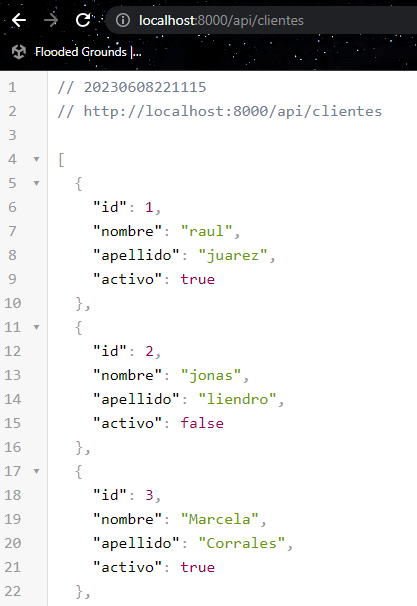 localhost:8000/api/clientes
Flooded Grounds |...
1 // 20230608221115
2 // http://localhost:8000/api/clientes
3
4 [
5 {
6 "id": 1,
7 "nombre": "raul",
8 "apellido": "juarez",
9 "activo": true
10 },
11 {
12 "id": 2,
13 "nombre": "jonas",
14 "apellido": "liendro",
15 "activo": false
16 },
17 {
18 "id": 3,
19 "nombre": "Marcela",
20 "apellido": "Corrales",
21 "activo": true
22 },